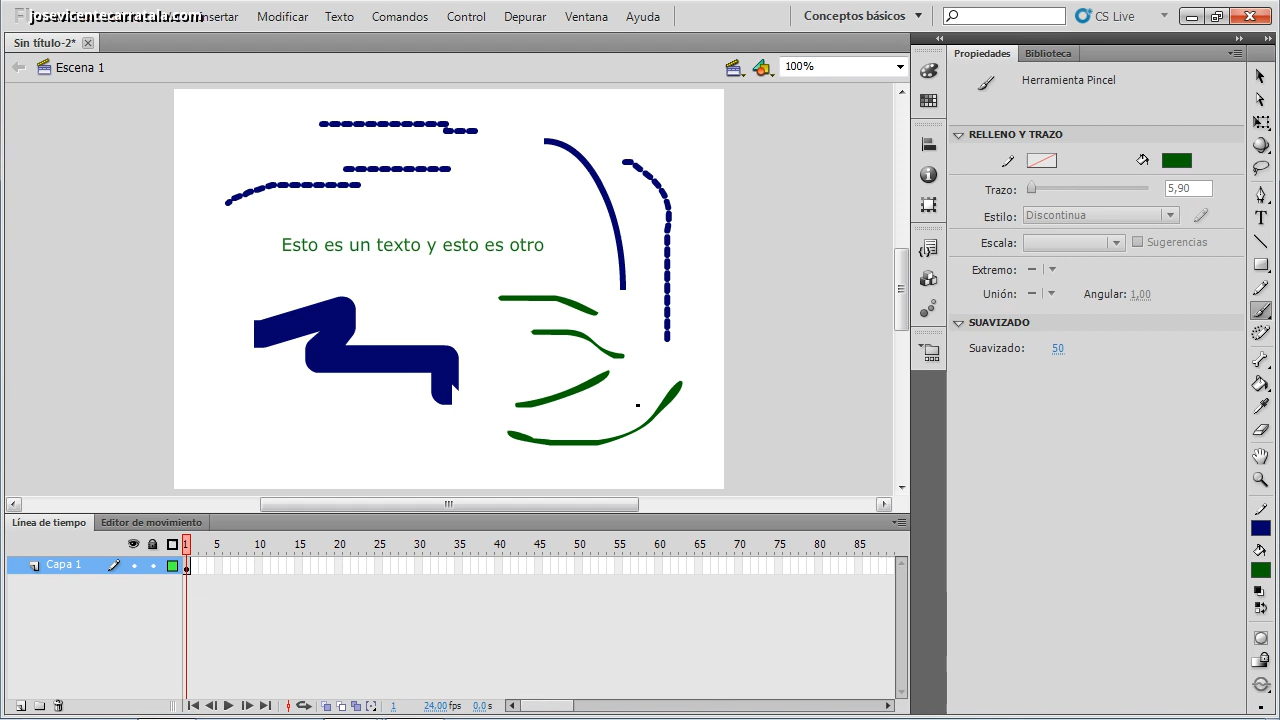 josevicentecarratala.com
Insertar Modificar Texto Comandos Control Depurar Ventana Ayuda
Conceptos básicos
CS Live
Sin título-2*
Escena 1
100%
Esto es un texto y esto es otro
Propiedades Biblioteca
Herramienta Pincel
RELLENO Y TRAZO
Trazo: 5,90
Estilo: Discontinua
Escala: Sugerencias
Extremo:
Unión: Angular: 1,00
SUAVIZADO
Suavizado: 50
Línea de tiempo Editor de movimiento
1 5 10 15 20 25 30 35 40 45 50 55 60 65 70 75 80 85
Capa 1
1 24,00 fps 0,0 s